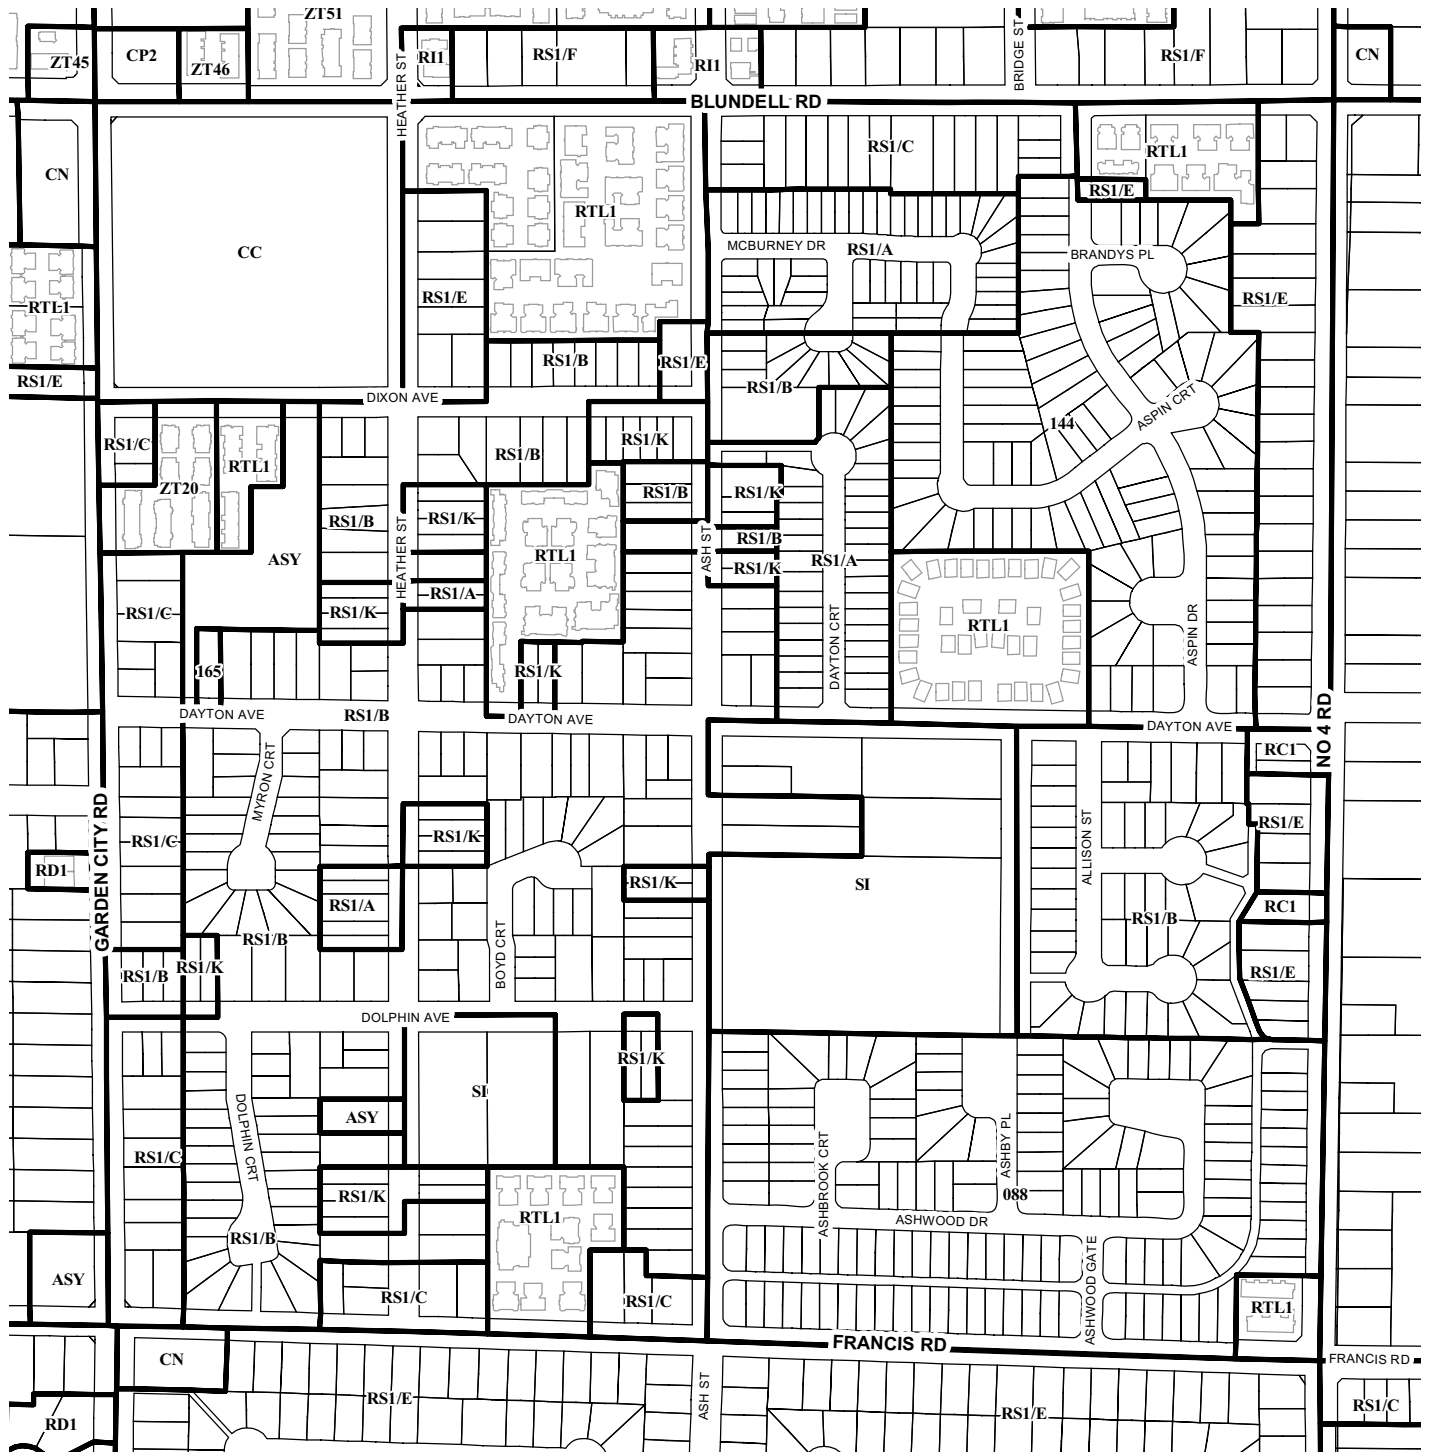 ZT51
ZT45
CP2
ZT46
HEATHER ST
RI1
RS1/F
RI1
BRIDGE ST
RS1/F
CN
BLUNDELL RD
CN
RS1/C
RTL1
RS1/E
CC
RTL1
MCBURNEY DR
RS1/A
BRANDYS PL
RTL1
RS1/E
RS1/E
RS1/E
RS1/B
RS1/E
RS1/B
DIXON AVE
ASPIN CRT
144
RS1/C
RTL1
ZT20
RS1/B
RS1/K
RS1/B
RS1/K
RS1/B
RS1/K
HEATHER ST
ASH ST
RS1/B
ASY
RTL1
RS1/K
RS1/A
RS1/C
RS1/K
RS1/A
RTL1
DAYTON CRT
ASPIN DR
165
RS1/K
DAYTON AVE
RS1/B
DAYTON AVE
DAYTON AVE
NO 4 RD
RC1
MYRON CRT
GARDEN CITY RD
RS1/C
RS1/K
ALLISON ST
RS1/E
RD1
RS1/A
RS1/K
SI
RC1
RS1/B
RS1/B
BOYD CRT
RS1/B
RS1/K
RS1/E
DOLPHIN AVE
RS1/K
SI
ASY
DOLPHIN CRT
RS1/C
RS1/K
ASHBROOK CRT
ASHBY PL
088
RTL1
ASHWOOD DR
RS1/B
ASY
ASHWOOD GATE
RS1/C
RS1/C
RTL1
FRANCIS RD
CN
FRANCIS RD
RS1/E
ASH ST
RS1/E
RS1/C
RD1